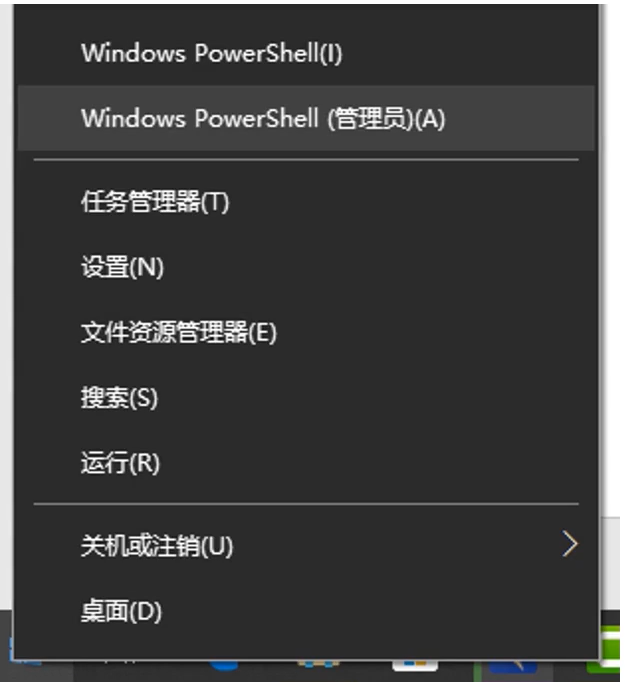 Windows PowerShell(I)
Windows PowerShell (管理员)(A)
任务管理器(T)
设置(N)
文件资源管理器(E)
搜索(S)
运行(R)
关机或注销(U)
桌面(D)